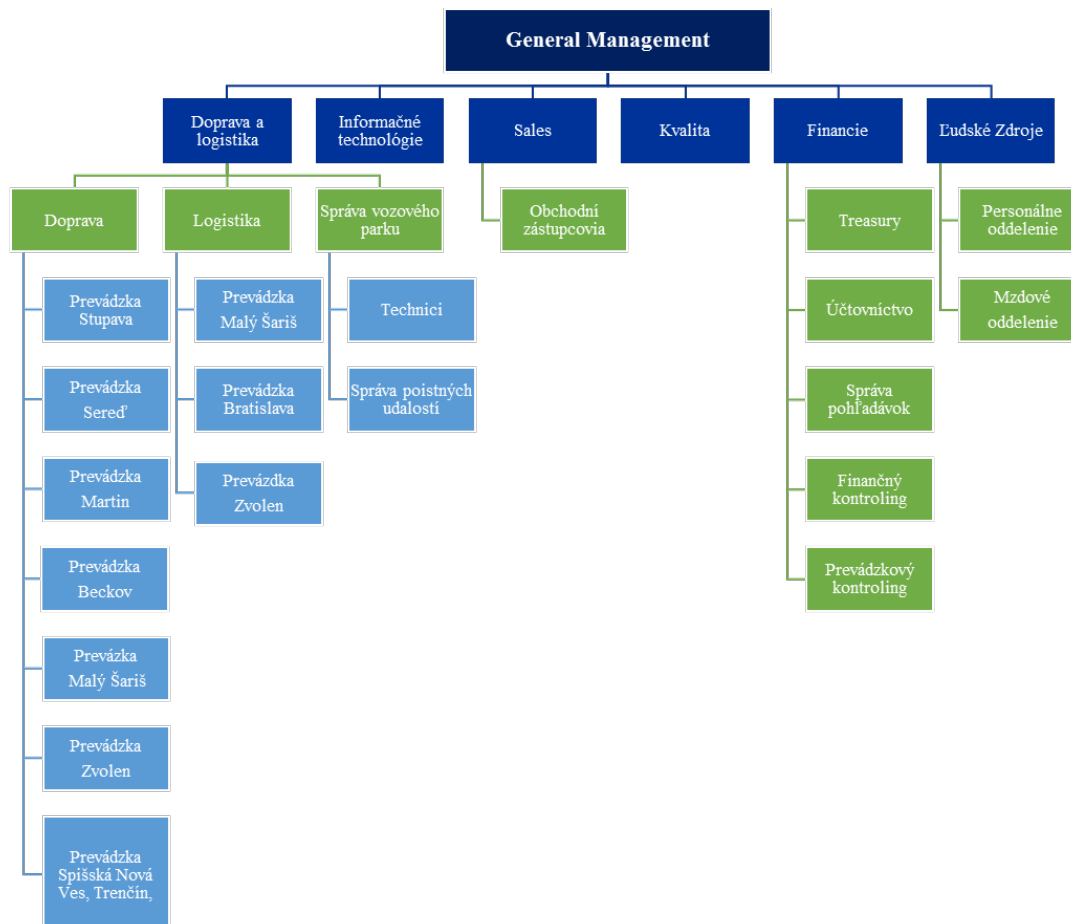 General Management
Doprava a
logistika
Informačné
technológie
Sales
Kvalita
Financie
Ľudské Zdroje
Doprava
Logistika
Správa vozového
parku
Obchodní
zástupcovia
Treasury
Personálne
oddelenie
Prevádzka
Stupava
Prevádzka
Malý Šariš
Technici
Účtovníctvo
Mzdové
oddelenie
Prevádzka
Sereď
Prevádzka
Bratislava
Správa poistných
udalostí
Správa
pohľadávok
Prevádzka
Martin
Prevázdka
Zvolen
Finančný
kontroling
Prevádzka
Beckov
Prevádzkový
kontroling
Prevázka
Malý Šariš
Prevádzka
Zvolen
Prevádzka
Spišská Nová
Ves, Trenčín,